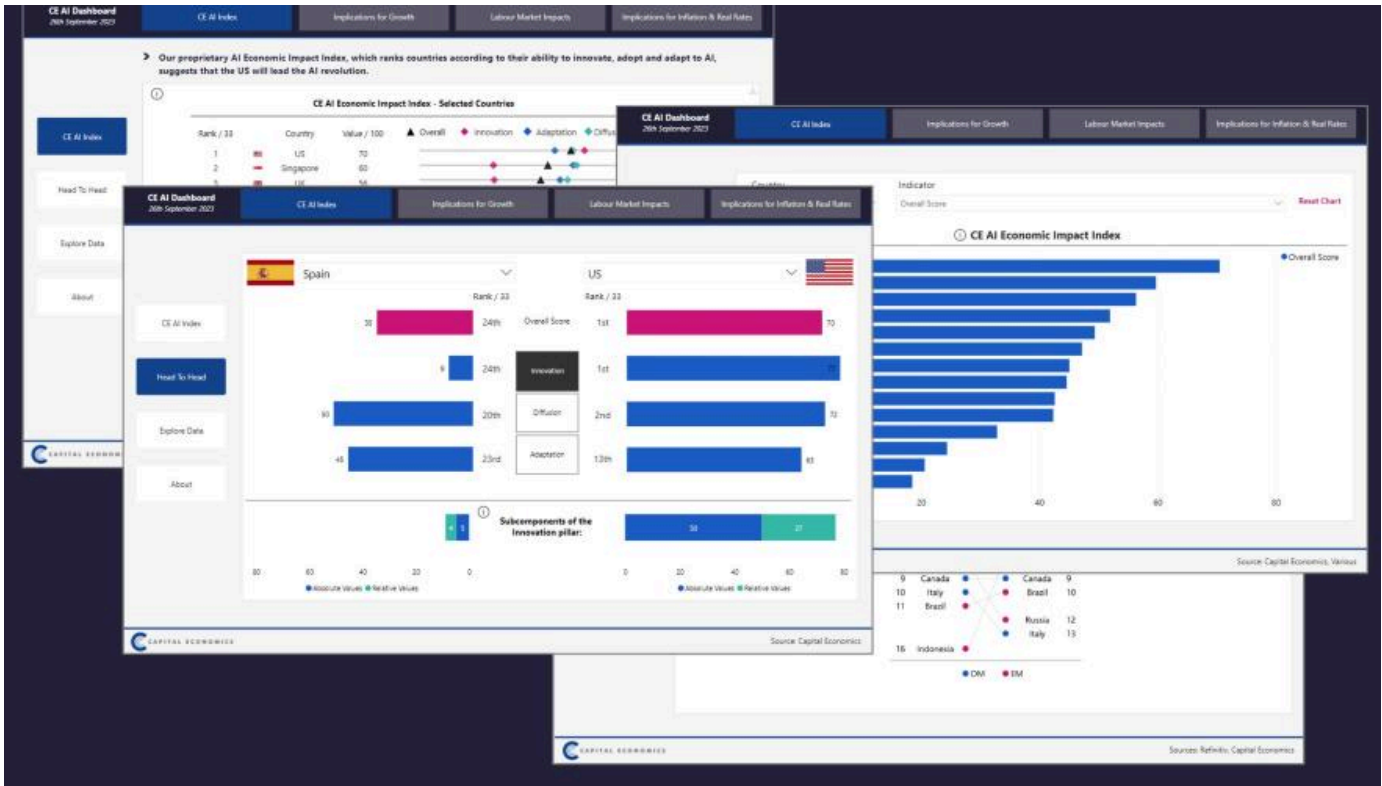 CE AI Dashboard
26th September 2023
CE AI Index
Implications for Growth
Labour Market Impacts
Implications for Inflation & Real Rates
Our proprietary AI Economic Impact Index, which ranks countries according to their ability to innovate, adopt and adapt to AI,
suggests that the US will lead the AI revolution.
CE AI Economic Impact Index - Selected Countries
Rank / 33 Country Value / 100 Overall Innovation Adaptation
1 US 70
2 Singapore 60
CE AI Index
Head To Head
Explore Data
About
CAPITAL
CE AI Dashboard
26th September 2023
CE AI Index
Implications for Growth
Labour Market Impacts
Implications for Inflation & Real Rates
Indicator
Overall Score
Reset Chart
CE AI Economic Impact Index
Overall Score
20 40 60 80
Source: Capital Economics, Various
CE AI Dashboard
26th September 2023
CE AI Index
Implications for Growth
Labour Market Impacts
Implications for Inflation & Real Rates
CE AI Index
Head To Head
Explore Data
About
Spain US
Rank / 33 Rank / 33
24th Overall Score 1st 70
24th Innovation 1st
50 20th Diffusion 2nd 72
23rd Adaptation 13th 63
Subcomponents of the
Innovation pillar:
50 27
80 60 40 20 0
0 20 40 60 80
Absolute Values Relative Values
Absolute Values Relative Values
CAPITAL ECONOMICS
Source: Capital Economics
9 Canada Canada 9
10 Italy Brazil 10
11 Brazil
Russia 12
Italy 13
16 Indonesia
DM EM
CAPITAL ECONOMICS
Sources: Refinitiv, Capital Economics